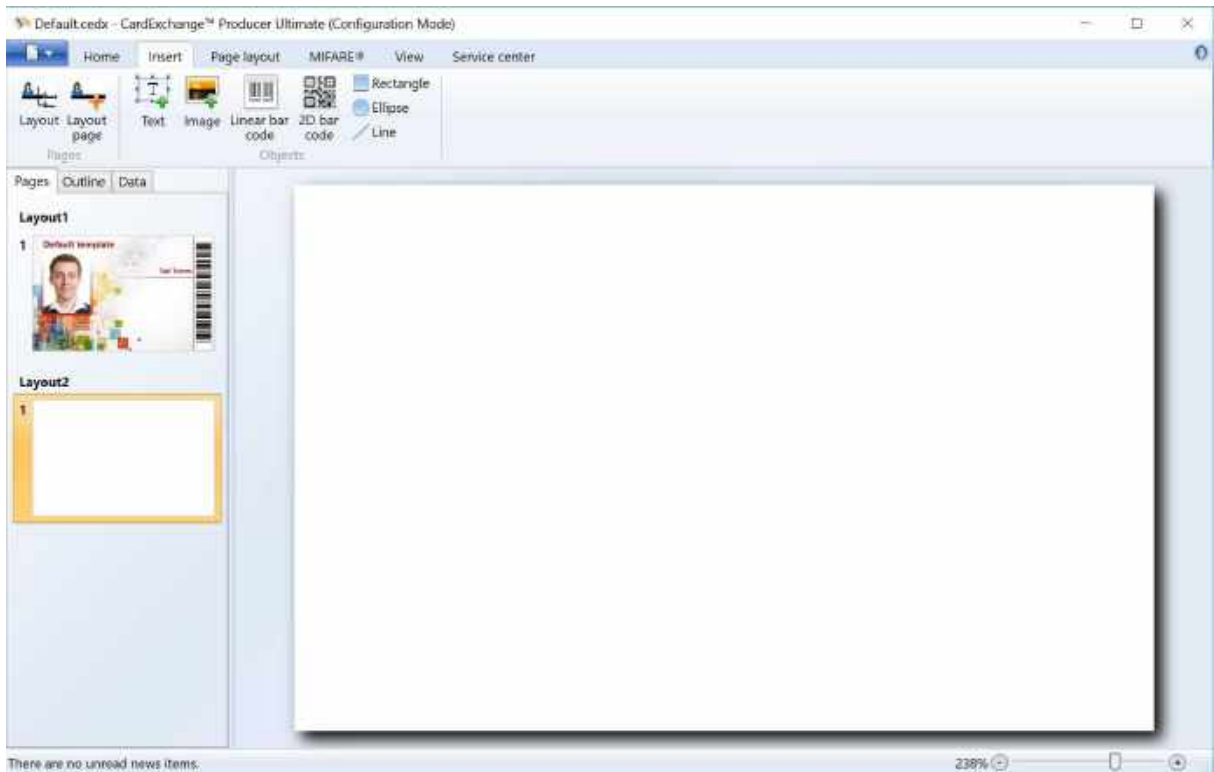 Default.cedx - CardExchange™ Producer Ultimate (Configuration Mode)
Home Insert Page layout MIFARE® View Service center
Layout Layout page Text Image Linear bar code 2D bar code
Rectangle
Ellipse
Line
Pages Objects
Pages Outline Data
Layout1
1 Default template
Layout2
1
There are no unread news items. 238%